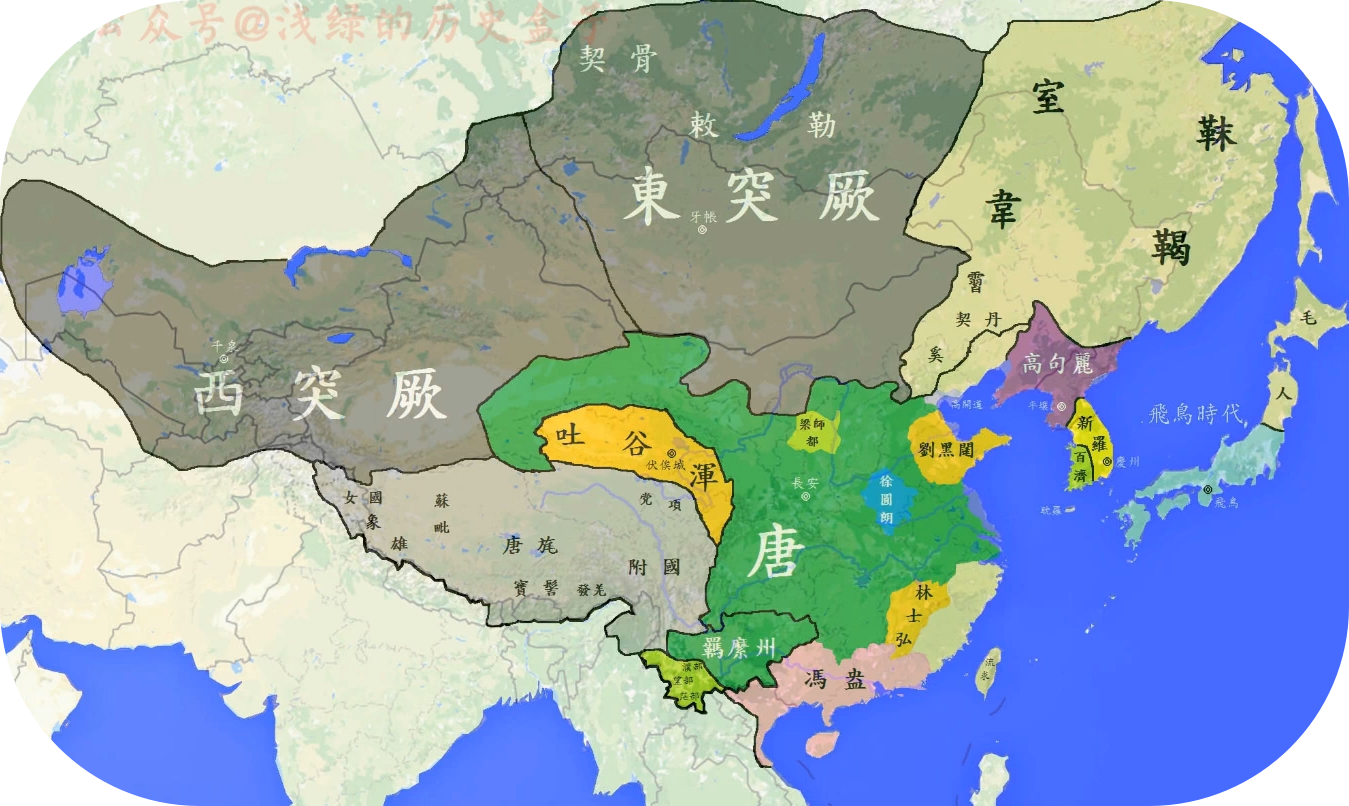 公众号@浅绿的历史盒子
契骨
敕勒
東突厥
牙帳
室韋
靺鞨
霫
契丹
奚
高句麗
平壤
高開道
新羅
百濟
慶州
耽羅
毛人
飛鳥時代
飛鳥
千泉
西突厥
吐谷渾
伏俟城
梁師都
劉黑闥
徐圓朗
長安
唐
女國
象雄
蘇毗
党項
唐旄
附國
寶髻
發羌
林士弘
羈縻州
馮盎
流求